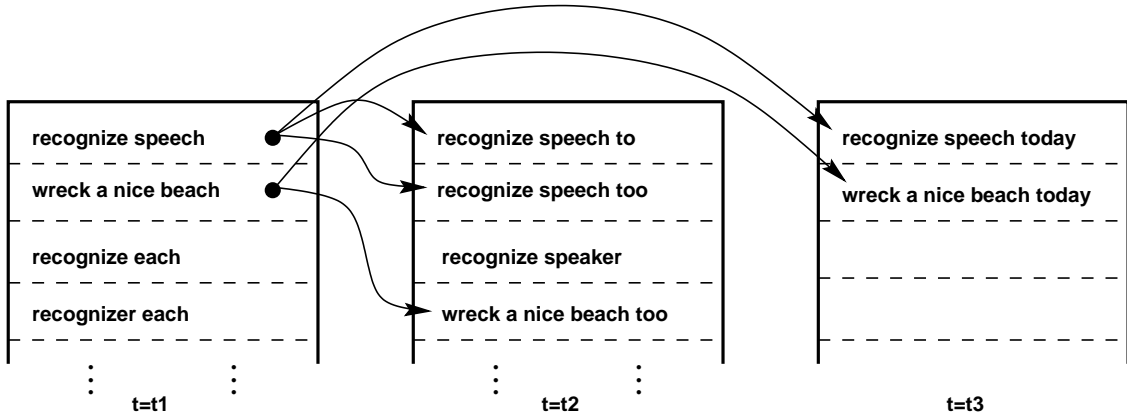 recognize speech
wreck a nice beach
recognize each
recognizer each
t=t1
recognize speech to
recognize speech too
recognize speaker
wreck a nice beach too
t=t2
recognize speech today
wreck a nice beach today
t=t3